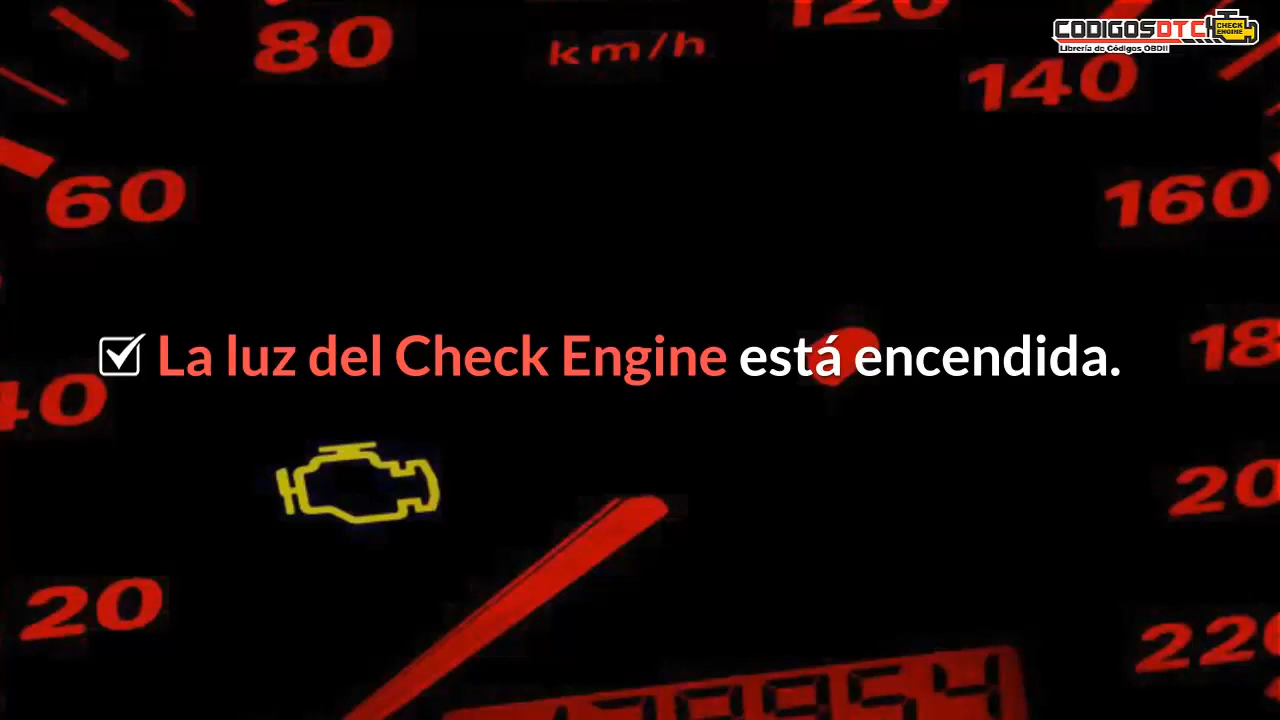 80
km/h
120
CODIGOSDTC
CHECK
ENGINE
Librería de Códigos OBDII
140
60
160
☑ La luz del Check Engine está encendida.
18
40
20
20
220
954